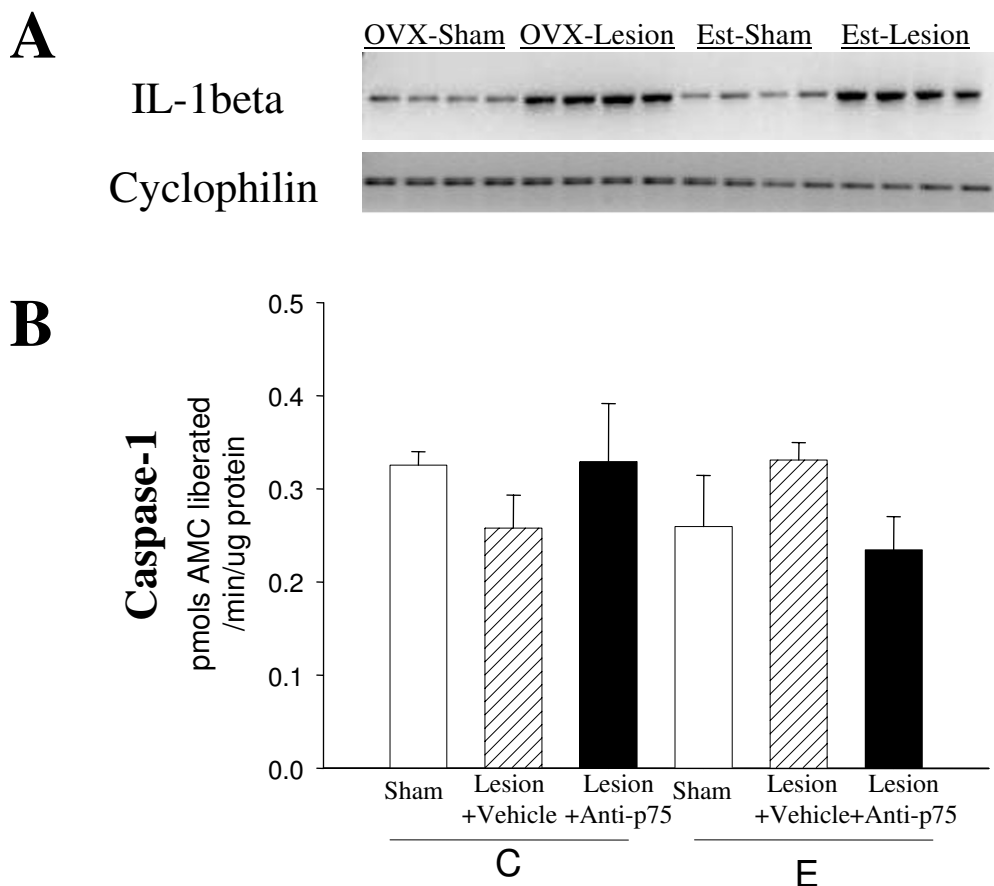 A
OVX-Sham OVX-Lesion Est-Sham Est-Lesion
IL-1beta
Cyclophilin
B
Caspase-1
pmols AMC liberated
/min/ug protein
0.5
0.4
0.3
0.2
0.1
0.0
Sham Lesion Lesion Sham Lesion Lesion
+Vehicle +Anti-p75 +Vehicle+Anti-p75
C E